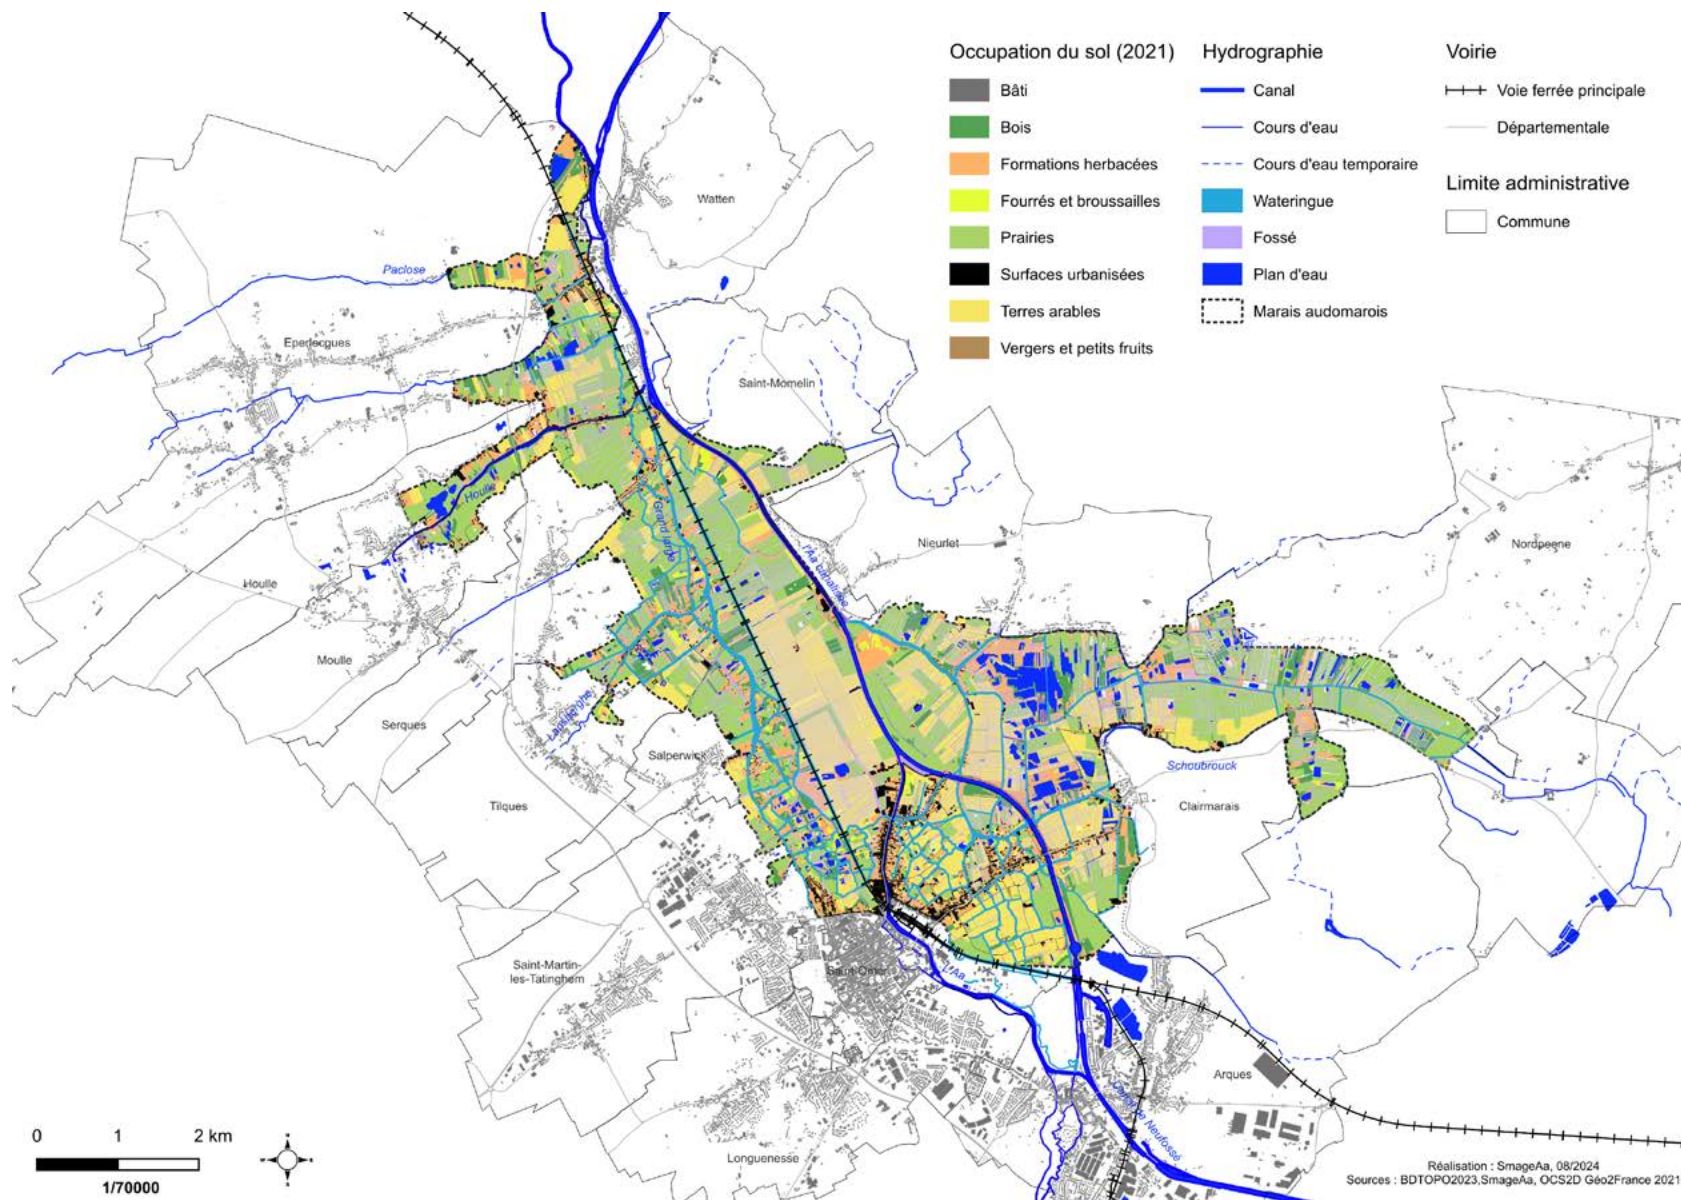 Occupation du sol (2021)
Bâti
Bois
Formations herbacées
Fourrés et broussailles
Prairies
Surfaces urbanisées
Terres arables
Vergers et petits fruits
Hydrographie
Canal
Cours d'eau
Cours d'eau temporaire
Wateringue
Fossé
Plan d'eau
Marais audomarois
Voirie
Voie ferrée principale
Départementale
Limite administrative
Commune
Watten
Paclose
Eperlecques
Saint-Momelin
Houlle
Grand Large
l'Aa canalisée
Nieurlet
Nordpeene
Houlle
Moulle
Serques
Salperwick
Tilques
Schoubrouck
Clairmarais
Saint-Martin-
les-Tatinghem
Saint-Omer
L'Aa
Arques
Canal de Neufossé
Longuenesse
0 1 2 km
1/70000
Réalisation : SmageAa, 08/2024
Sources : BDTOPO2023,SmageAa, OCS2D Géo2France 2021